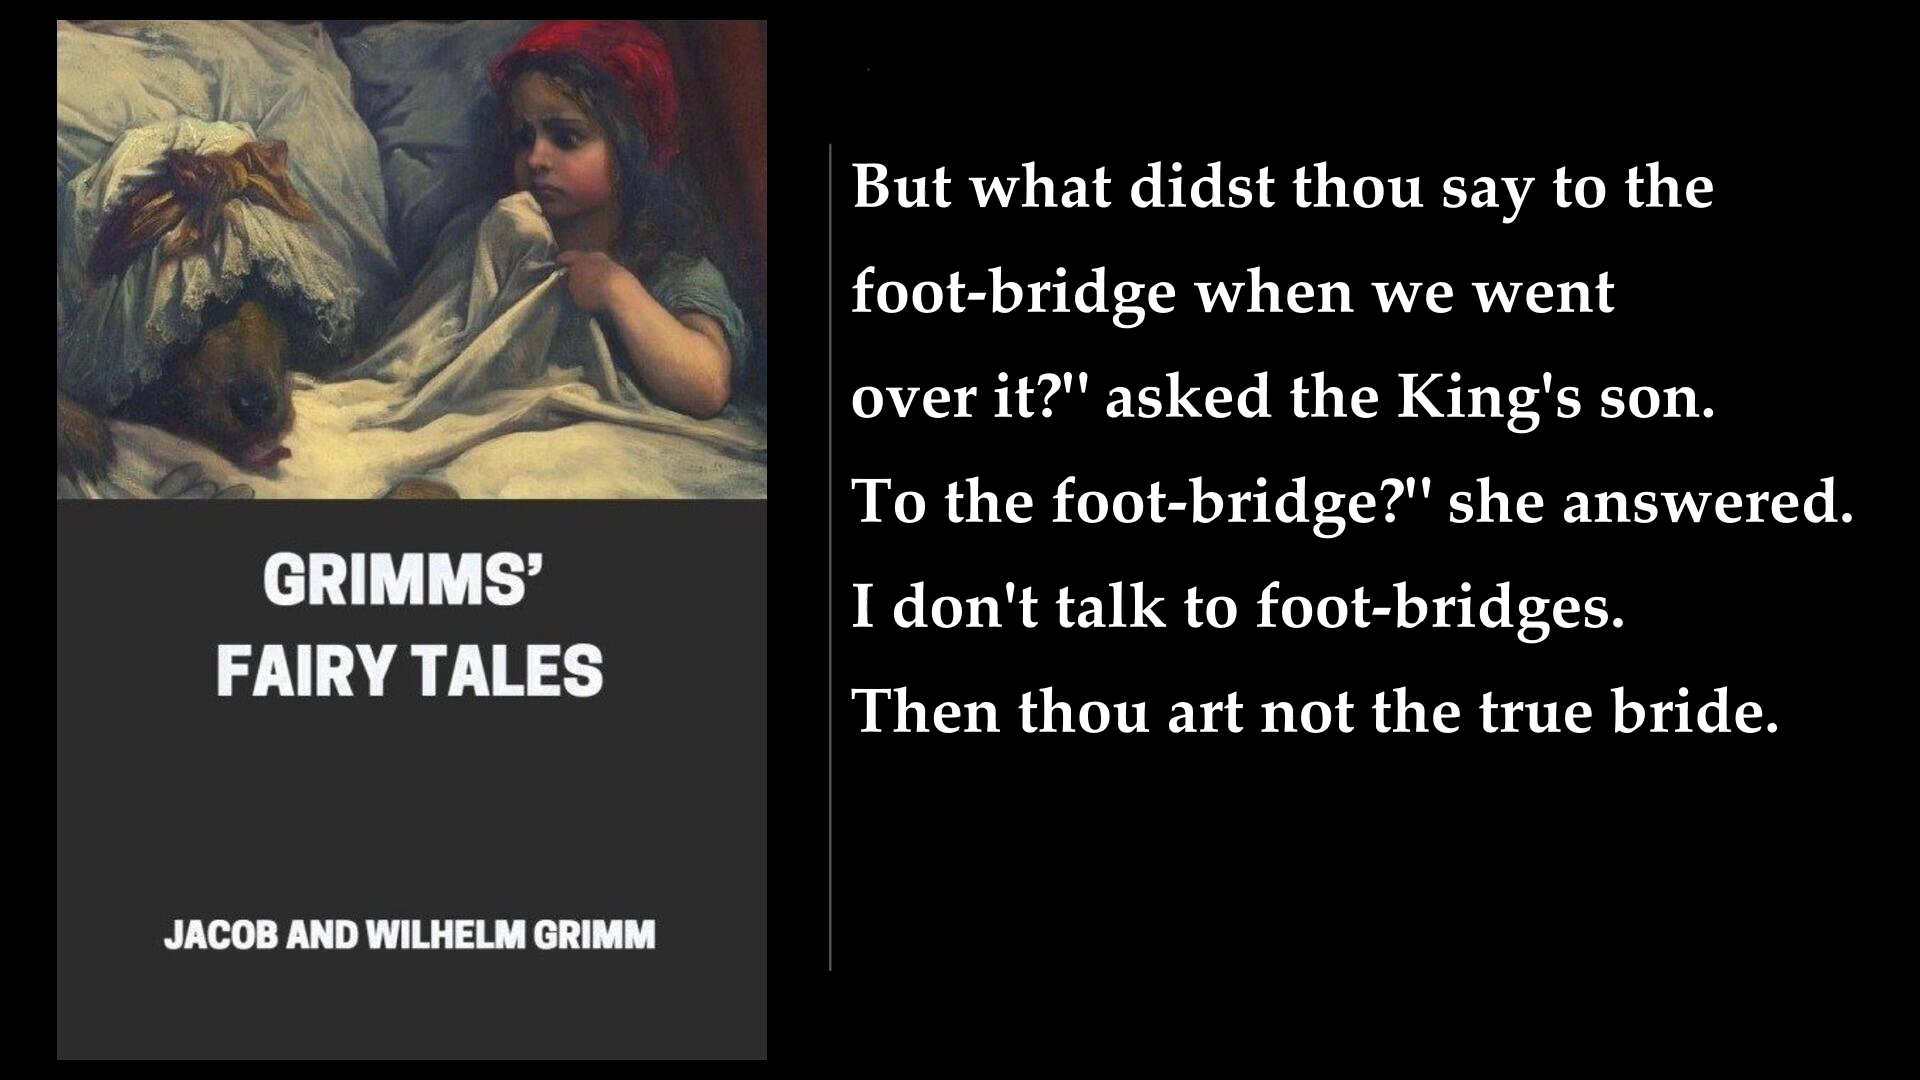 GRIMMS’
FAIRY TALES
JACOB AND WILHELM GRIMM
But what didst thou say to the
foot-bridge when we went
over it?" asked the King's son.
To the foot-bridge?" she answered.
I don't talk to foot-bridges.
Then thou art not the true bride.